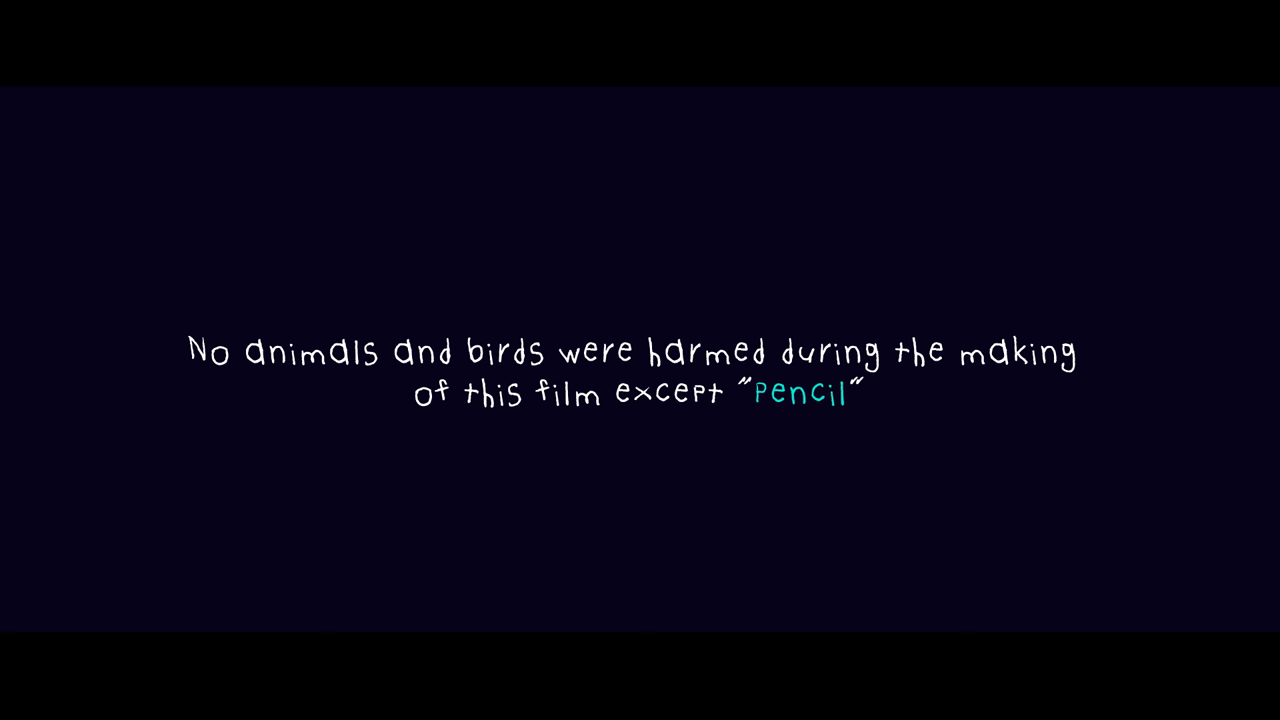 No animals and birds were harmed during the making
of this film except "Pencil"